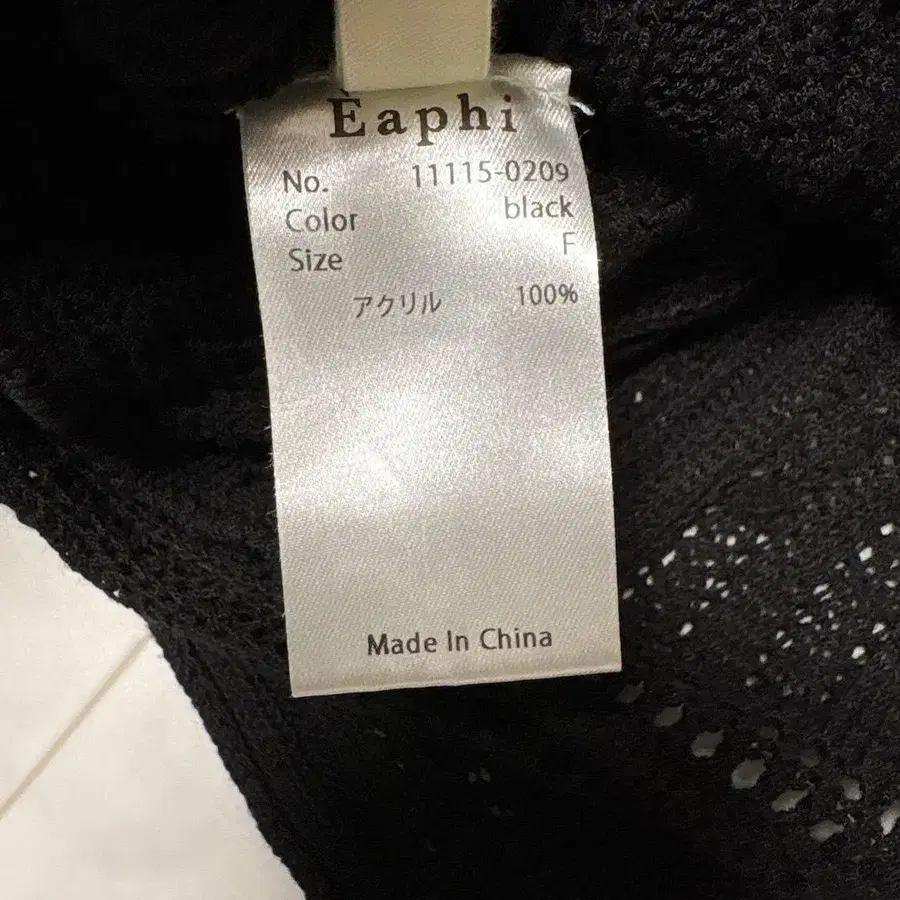 Èaphi
No. 11115-0209
Color black
Size F
アクリル 100%
Made In China